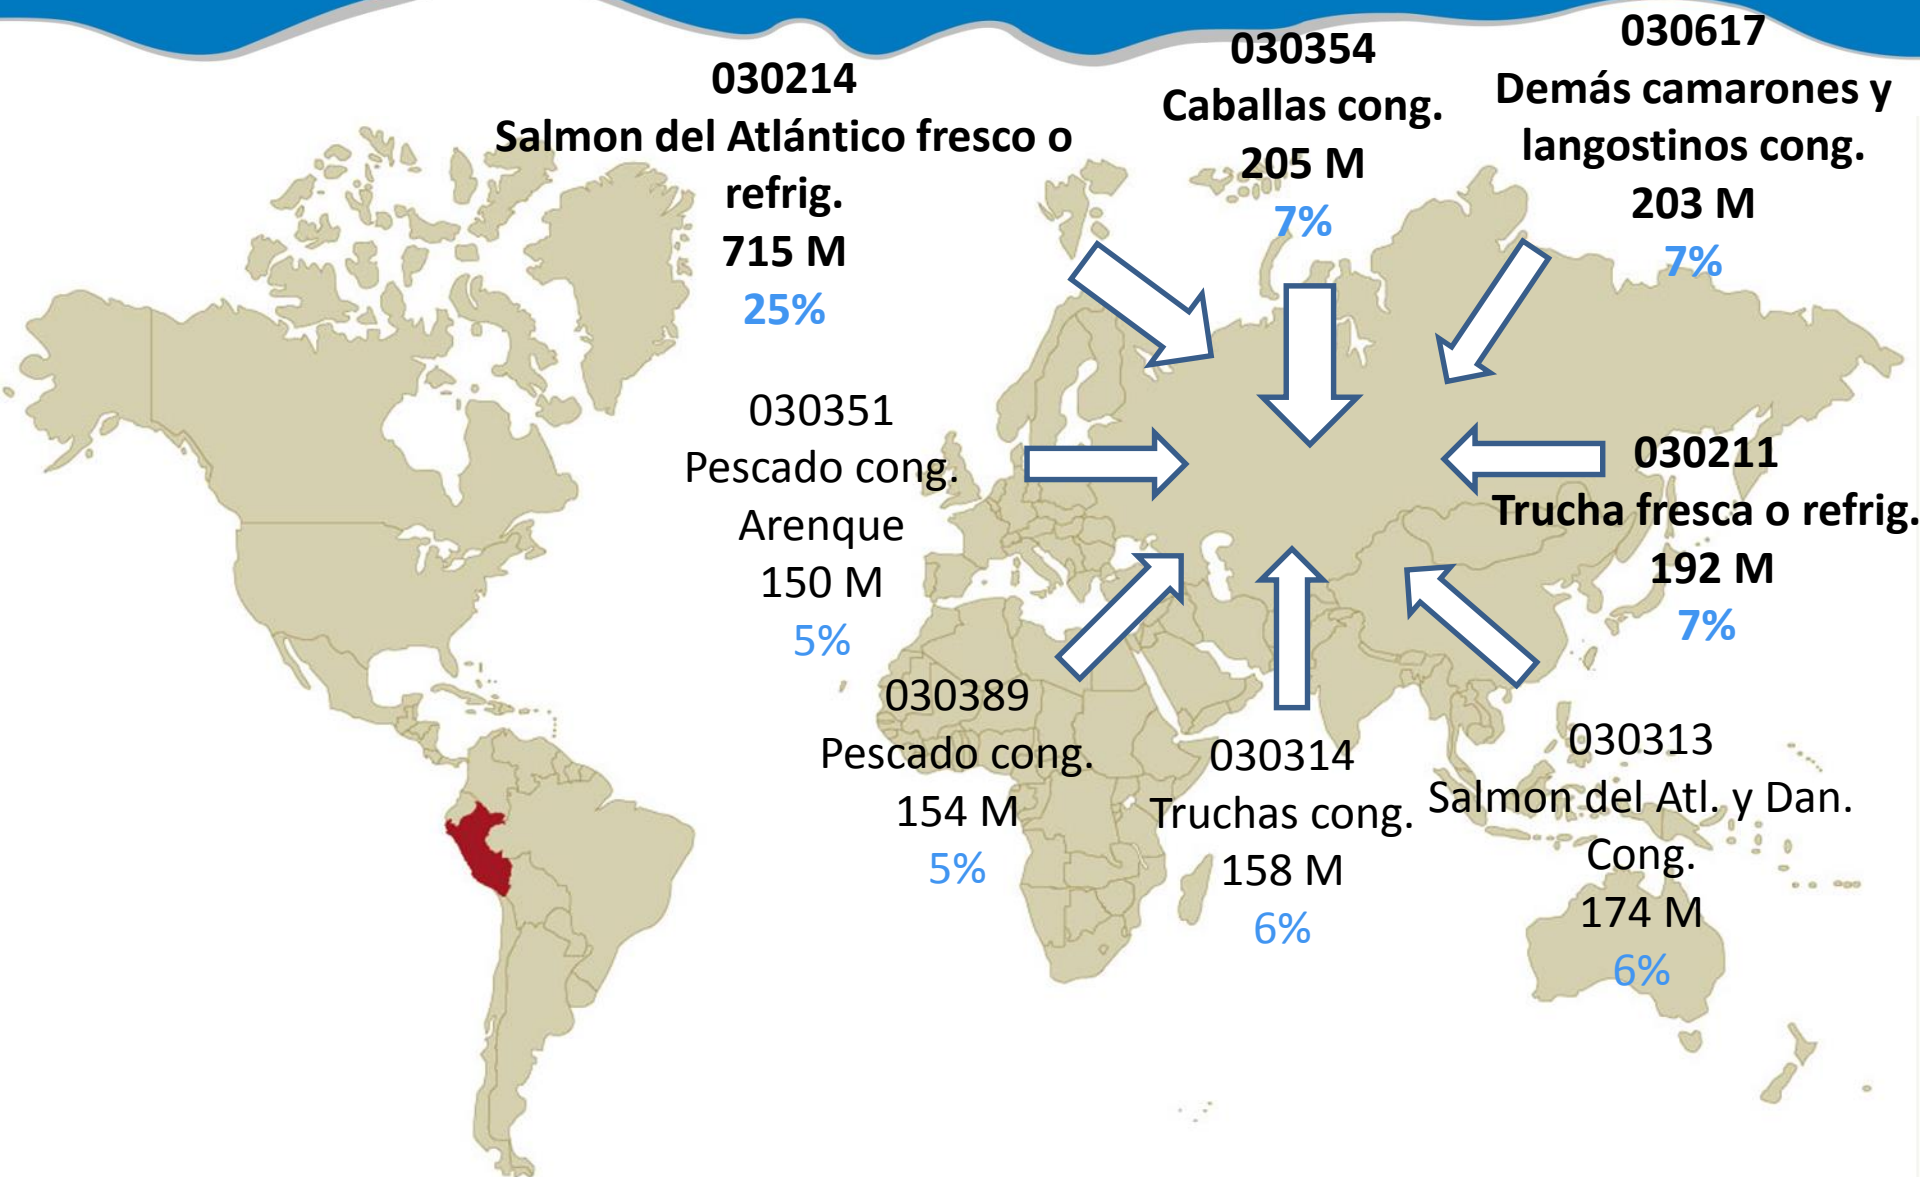 030214
Salmon del Atlántico fresco o
refrig.
715 M
25%
030354
Caballas cong.
205 M
7%
030617
Demás camarones y
langostinos cong.
203 M
7%
030351
Pescado cong.
Arenque
150 M
5%
030211
Trucha fresca o refrig.
192 M
7%
030389
Pescado cong.
154 M
5%
030314
Truchas cong.
158 M
6%
030313
Salmon del Atl. y Dan.
Cong.
174 M
6%